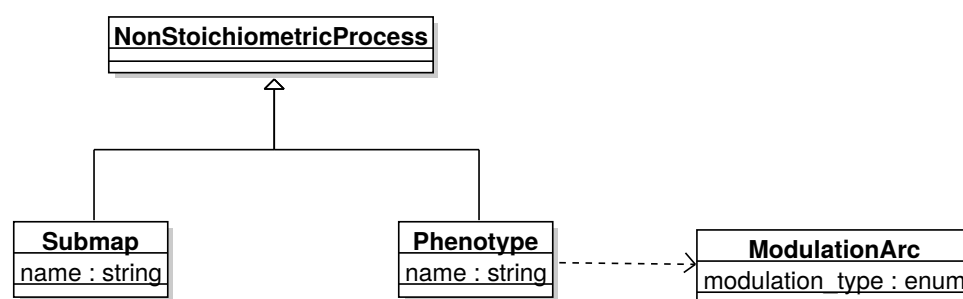 NonStoichiometricProcess
Submap
name : string
Phenotype
name : string
ModulationArc
modulation_type : enum